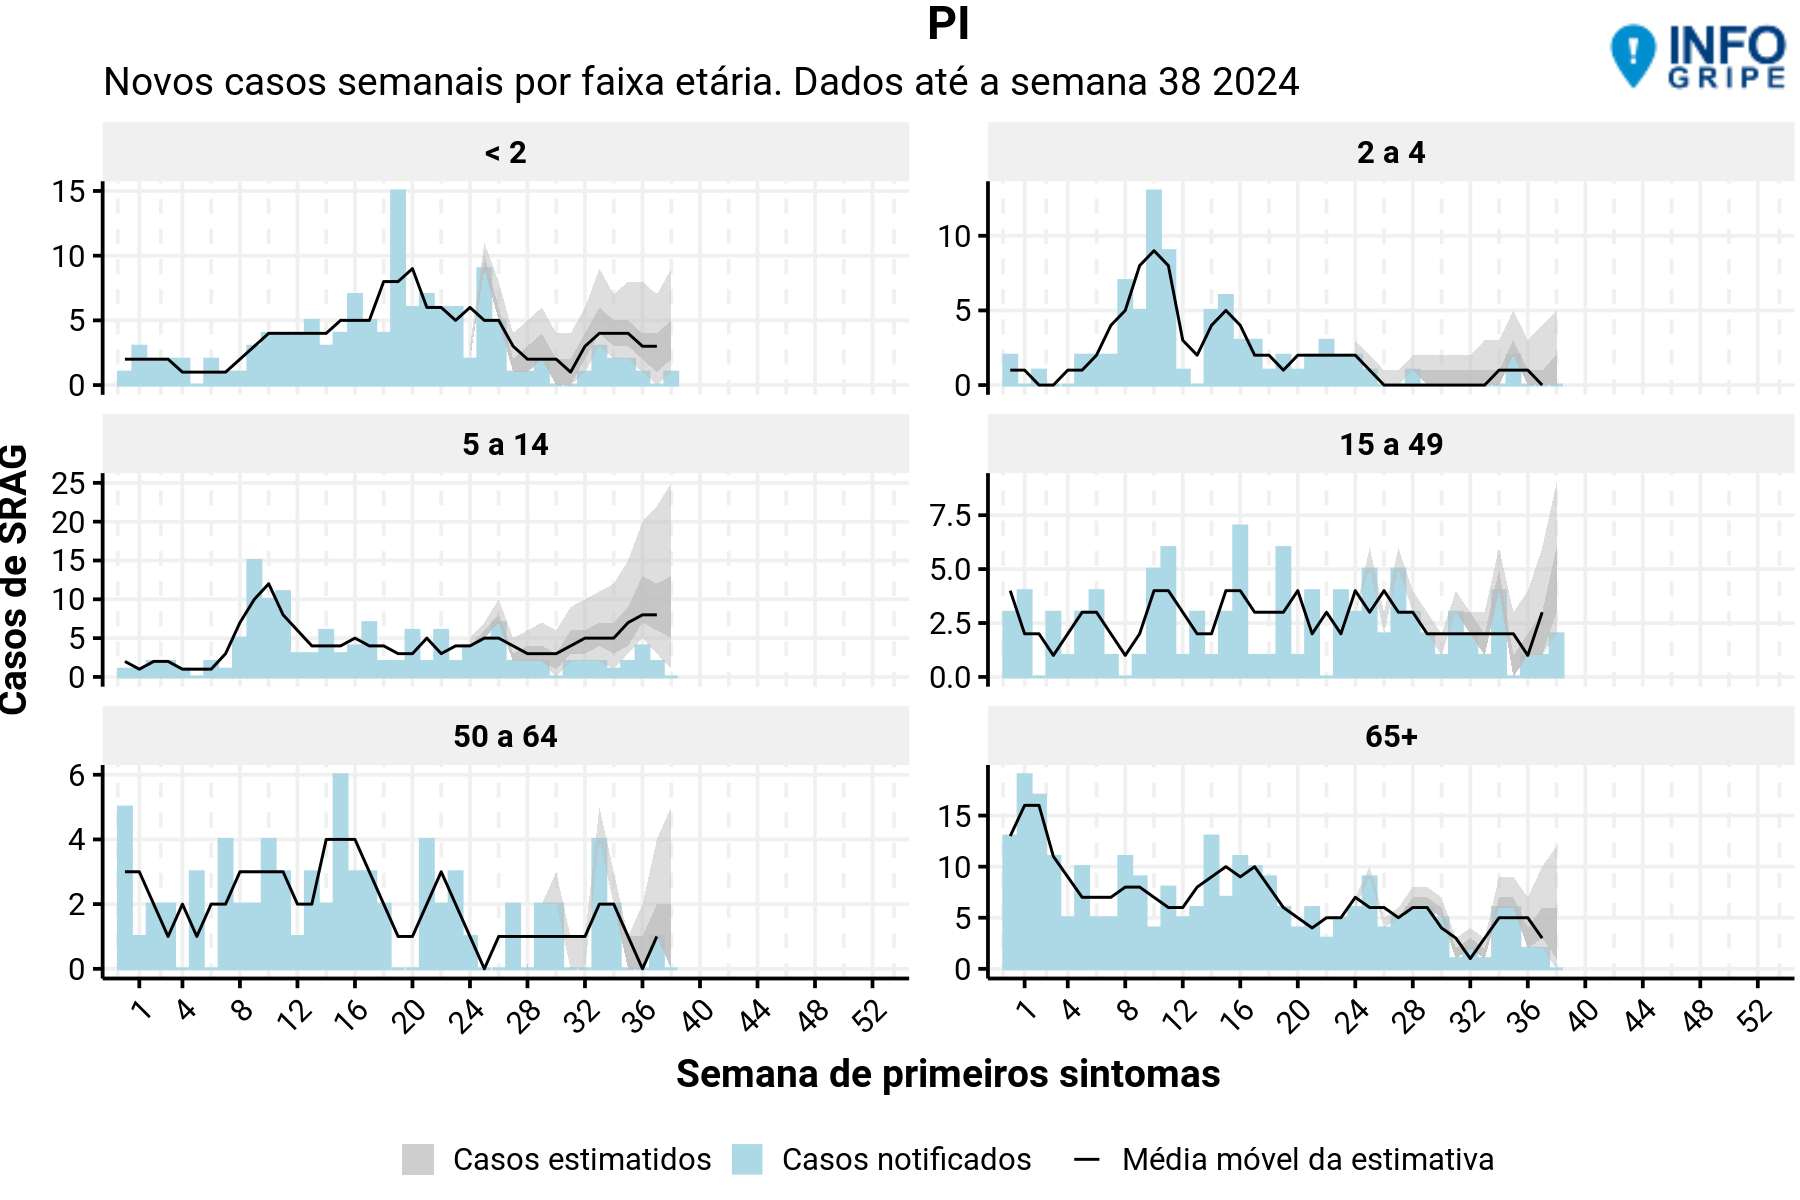 PI
INFO
GRIPE
Novos casos semanais por faixa etária. Dados até a semana 38 2024
< 2
2 a 4
15
10
5
0
10
5
0
5 a 14
15 a 49
25
20
15
10
5
0
7.5
5.0
2.5
0.0
50 a 64
65+
6
4
2
0
15
10
5
0
Casos de SRAG
1 4 8 12 16 20 24 28 32 36 40 44 48 52
1 4 8 12 16 20 24 28 32 36 40 44 48 52
Semana de primeiros sintomas
Casos estimatidos Casos notificados Média móvel da estimativa